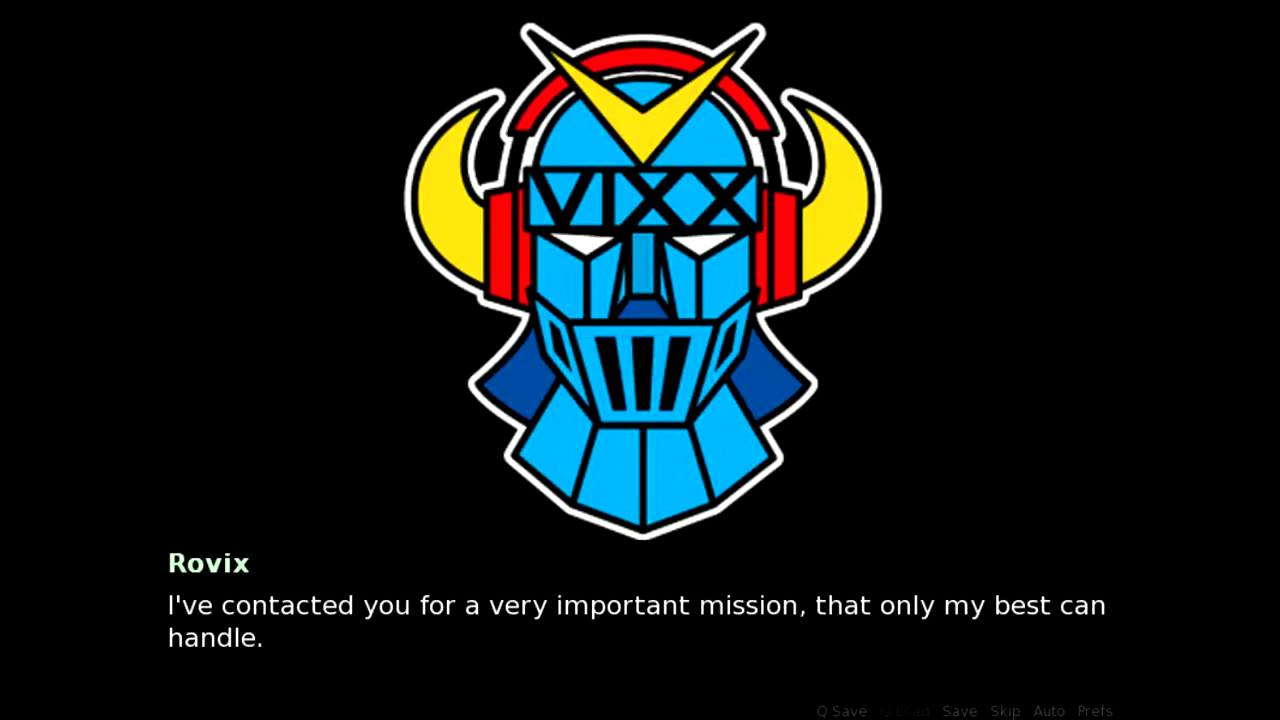 VIXX
Rovix
I've contacted you for a very important mission, that only my best can
handle.
Q Save Q.Load Save Skip Auto Prefs